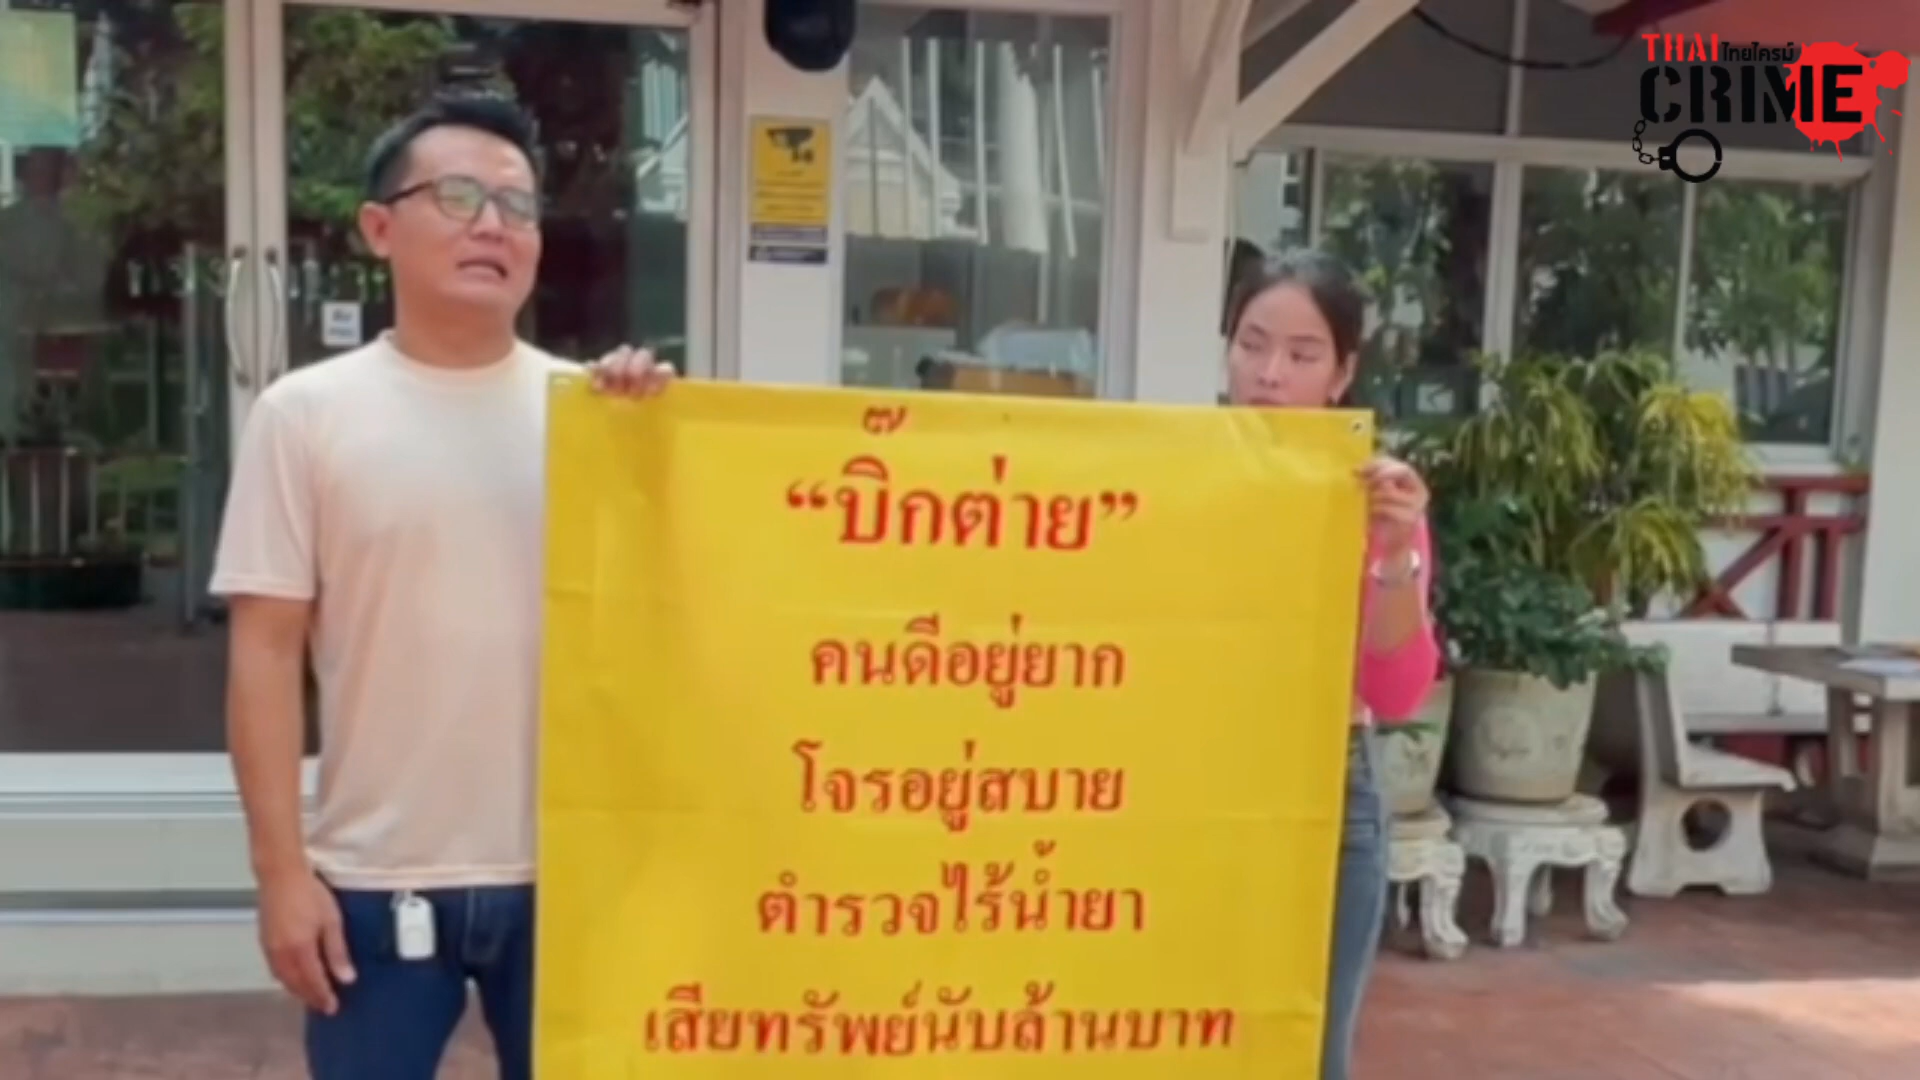 THAI ไทยไครม์
CRIME
“บิ๊กต่าย”
คนดีอยู่ยาก
โจรอยู่สบาย
ตำรวจไร้น้ำยา
เสียทรัพย์นับล้านบาท